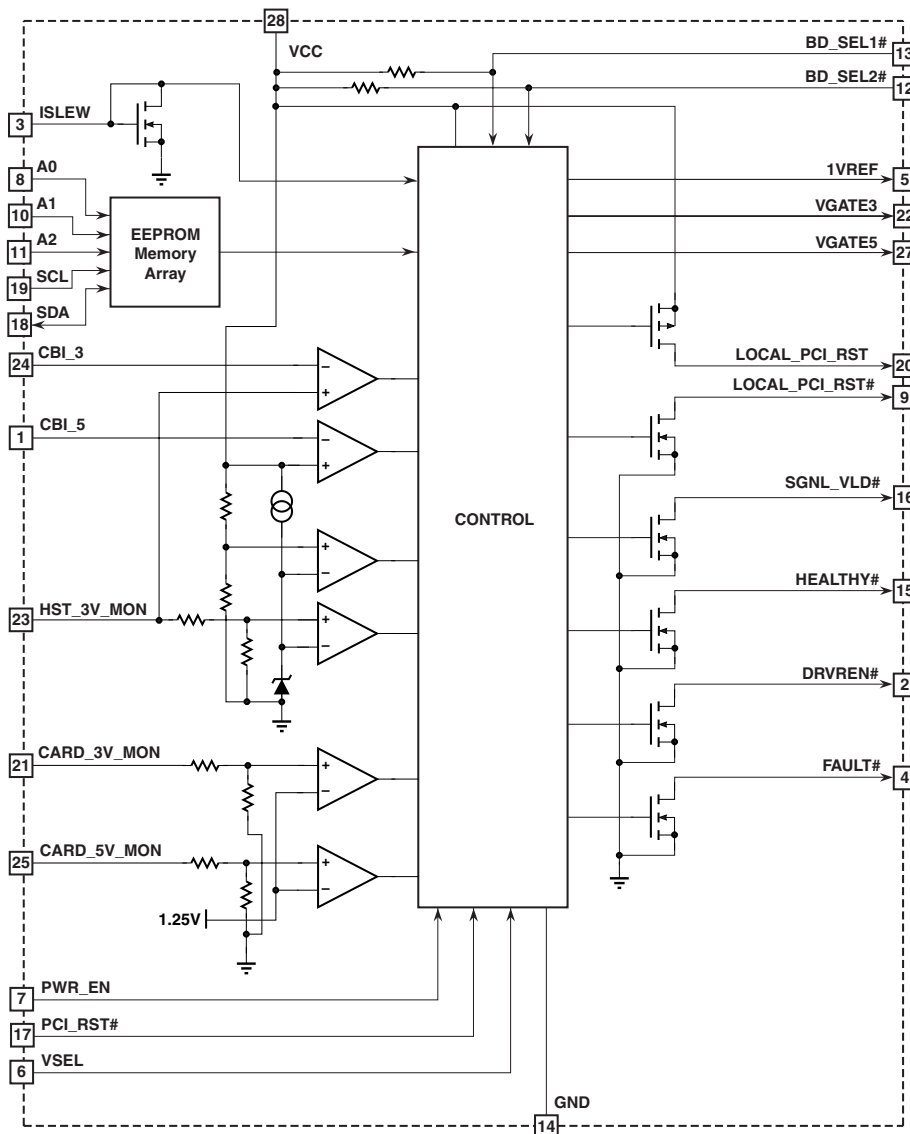 28
VCC
BD_SEL1#
13
BD_SEL2#
12
3
ISLEW
8
A0
10
A1
11
A2
19
SCL
18
SDA
EEPROM
Memory
Array
1VREF
5
VGATE3
22
VGATE5
27
24
CBI_3
–
+
LOCAL_PCI_RST
20
LOCAL_PCI_RST#
9
1
CBI_5
–
+
SGNL_VLD#
16
CONTROL
+
–
HEALTHY#
15
23
HST_3V_MON
+
–
DRVREN#
2
21
CARD_3V_MON
+
–
FAULT#
4
25
CARD_5V_MON
+
–
1.25V
7
PWR_EN
17
PCI_RST#
6
VSEL
GND
14